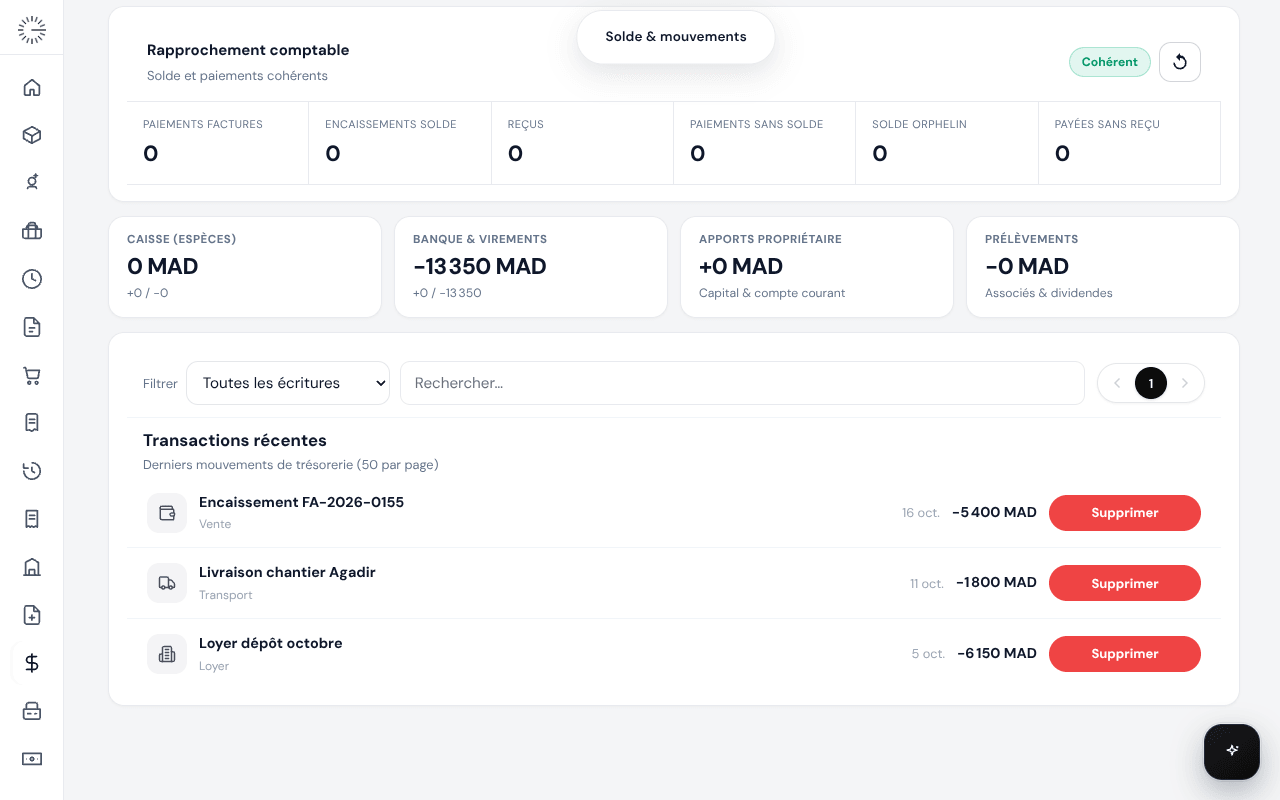 Solde & mouvements
Rapprochement comptable
Solde et paiements cohérents
Cohérent
PAIEMENTS FACTURES
0
ENCAISSEMENTS SOLDE
0
REÇUS
0
PAIEMENTS SANS SOLDE
0
SOLDE ORPHELIN
0
PAYÉES SANS REÇU
0
CAISSE (ESPÈCES)
0 MAD
+0 / −0
BANQUE & VIREMENTS
−13 350 MAD
+0 / −13 350
APPORTS PROPRIÉTAIRE
+0 MAD
Capital & compte courant
PRÉLÈVEMENTS
−0 MAD
Associés & dividendes
Filtrer
Toutes les écritures
Rechercher…
1
Transactions récentes
Derniers mouvements de trésorerie (50 par page)
Encaissement FA-2026-0155
Vente
16 oct.
−5 400 MAD
Supprimer
Livraison chantier Agadir
Transport
11 oct.
−1 800 MAD
Supprimer
Loyer dépôt octobre
Loyer
5 oct.
−6 150 MAD
Supprimer